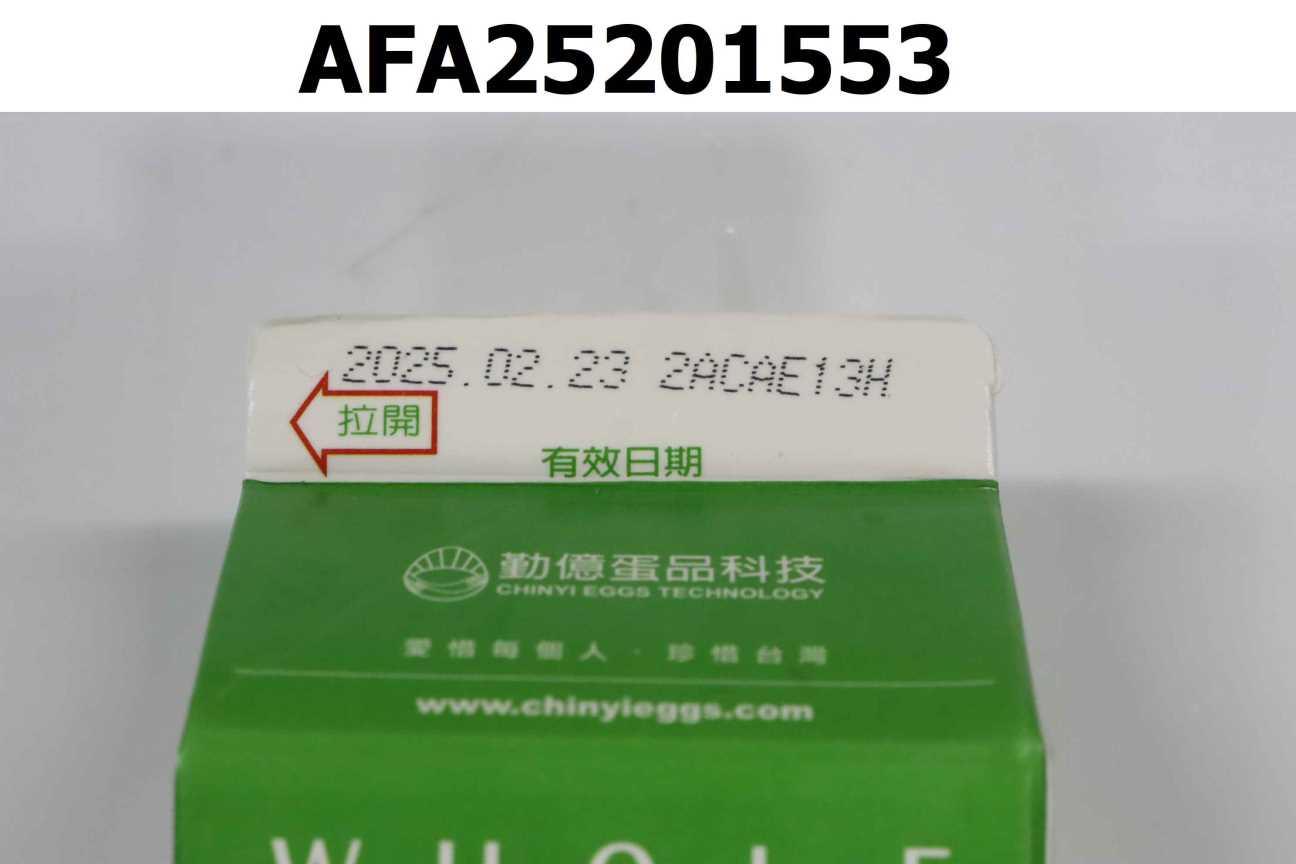 AFA25201553
2025.02.23 2ACAE13H
拉開
有效日期
勤億蛋品科技
CHINYI EGGS TECHNOLOGY
愛惜每個人·珍惜台灣
www.chinyieggs.com
WHOLE